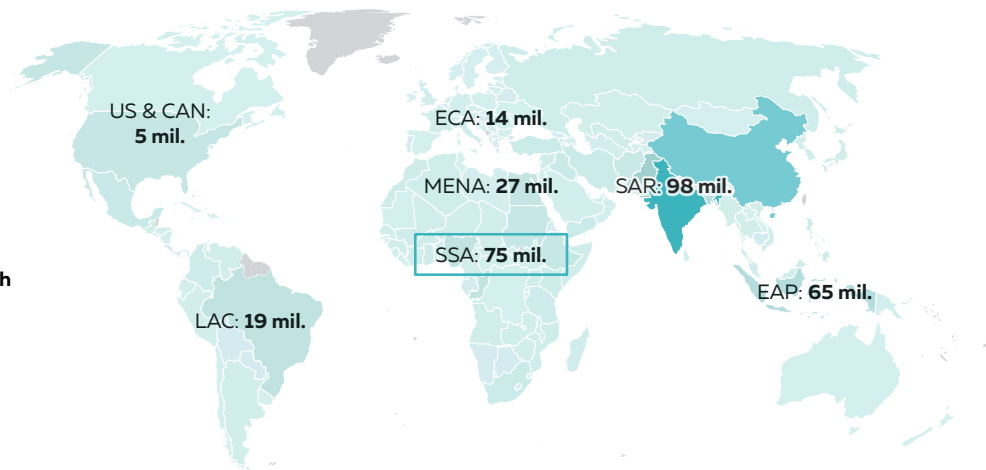 US & CAN:
5 mil.
ECA: 14 mil.
MENA: 27 mil.
SAR: 98 mil.
SSA: 75 mil.
h
EAP: 65 mil.
LAC: 19 mil.